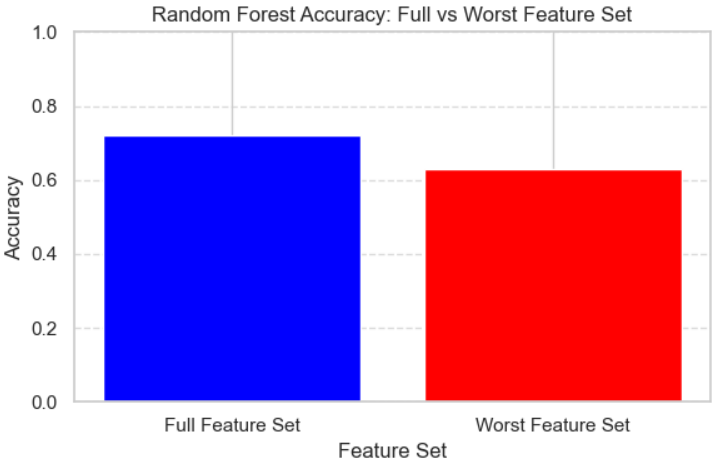 Random Forest Accuracy: Full vs Worst Feature Set
1.0
0.8
0.6
0.4
0.2
0.0
Accuracy
Full Feature Set
Worst Feature Set
Feature Set